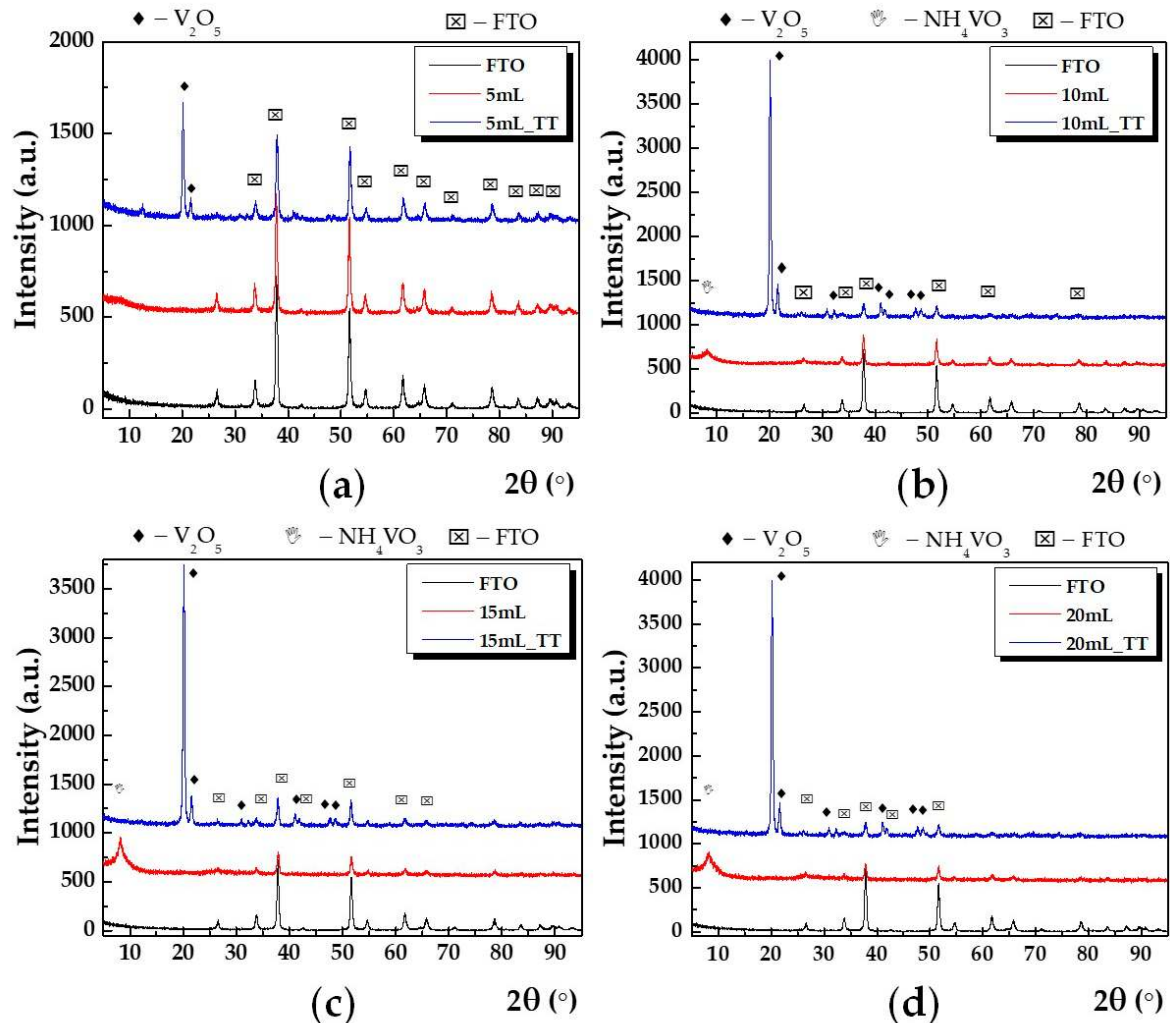 ◆ – V2O5 ☒ – FTO
2000
1500
1000
500
0
Intensity (a.u.)
FTO
5mL
5mL_TT
10 20 30 40 50 60 70 80 90
(a) 2θ (°)
◆ – V2O5 🖑 – NH4VO3 ☒ – FTO
4000
3500
3000
2500
2000
1500
1000
500
0
Intensity (a.u.)
FTO
10mL
10mL_TT
10 20 30 40 50 60 70 80 90
(b) 2θ (°)
◆ – V2O5 🖑 – NH4VO3 ☒ – FTO
3500
3000
2500
2000
1500
1000
500
0
Intensity (a.u.)
FTO
15mL
15mL_TT
10 20 30 40 50 60 70 80 90
(c) 2θ (°)
◆ – V2O5 🖑 – NH4VO3 ☒ – FTO
4000
3500
3000
2500
2000
1500
1000
500
0
Intensity (a.u.)
FTO
20mL
20mL_TT
10 20 30 40 50 60 70 80 90
(d) 2θ (°)